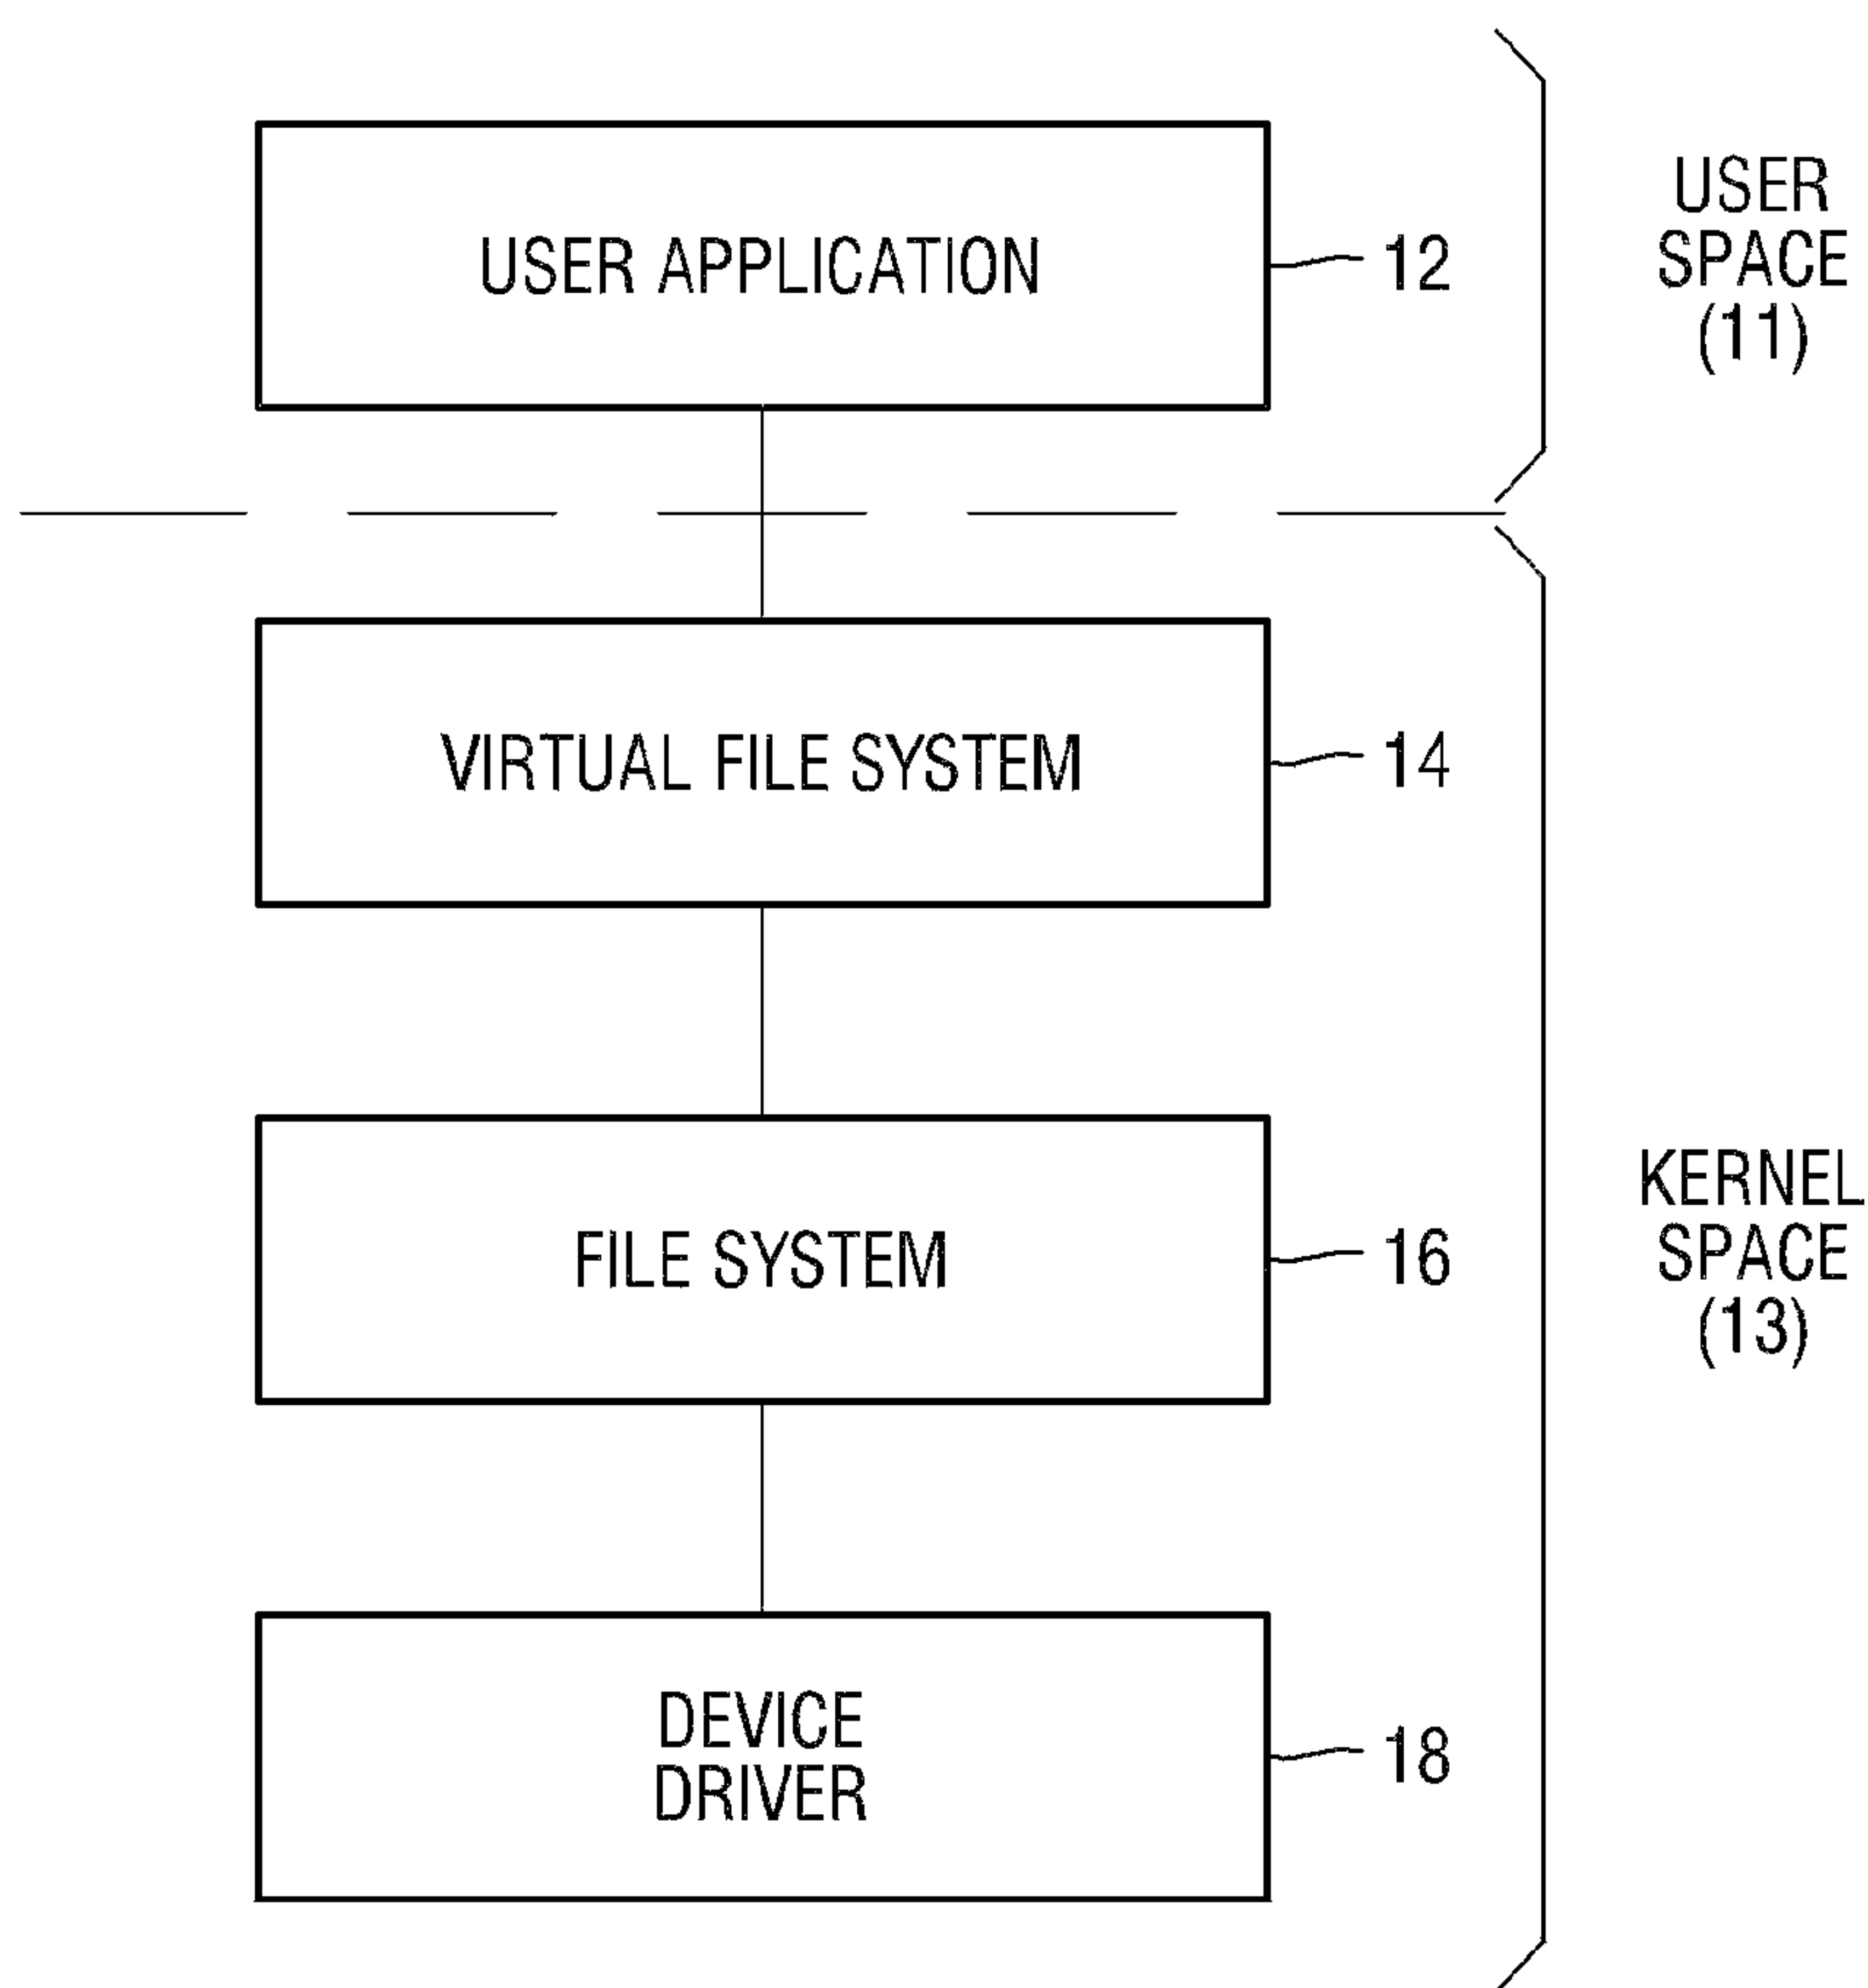 USER APPLICATION
12
USER
SPACE
(11)
VIRTUAL FILE SYSTEM
14
FILE SYSTEM
16
KERNEL
SPACE
(13)
DEVICE
DRIVER
18